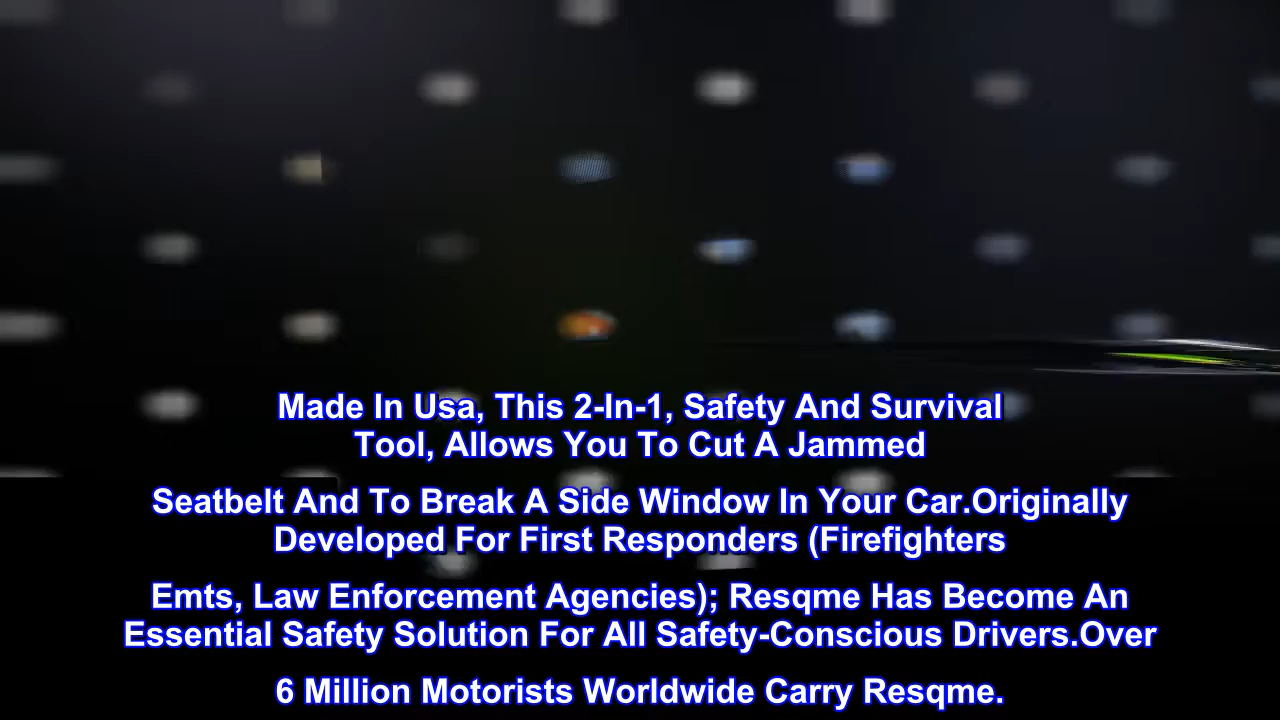 Made In Usa, This 2-In-1, Safety And Survival
Tool, Allows You To Cut A Jammed
Seatbelt And To Break A Side Window In Your Car.Originally
Developed For First Responders (Firefighters
Emts, Law Enforcement Agencies); Resqme Has Become An
Essential Safety Solution For All Safety-Conscious Drivers.Over
6 Million Motorists Worldwide Carry Resqme.